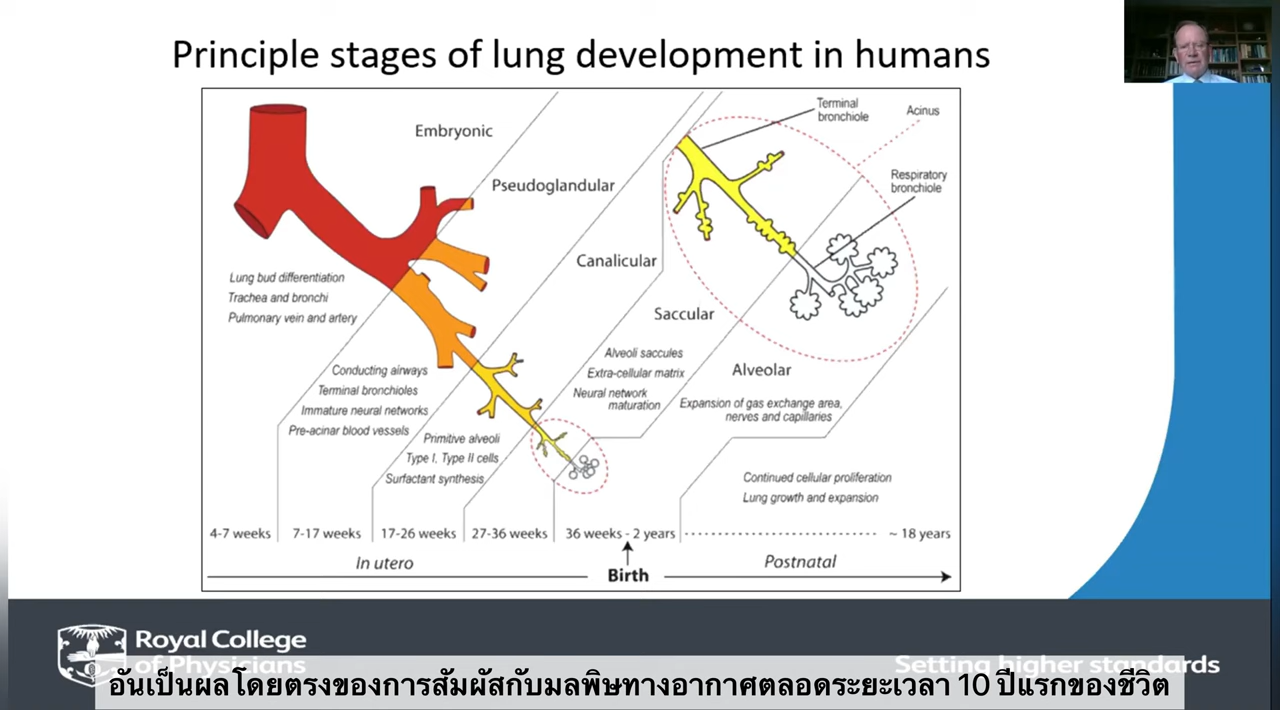 Principle stages of lung development in humans
Embryonic
Terminal
bronchiole
Acinus
Pseudoglandular
Respiratory
bronchiole
Canalicular
Lung bud differentiation
Trachea and bronchi
Pulmonary vein and artery
Saccular
Alveoli saccules
Extra-cellular matrix
Neural network
maturation
Alveolar
Expansion of gas exchange area,
nerves and capillaries
Conducting airways
Terminal bronchioles
Immature neural networks
Pre-acinar blood vessels
Primitive alveoli
Type I, Type II cells
Surfactant synthesis
Continued cellular proliferation
Lung growth and expansion
4-7 weeks 7-17 weeks 17-26 weeks 27-36 weeks 36 weeks - 2 years ~ 18 years
In utero Birth Postnatal
Royal College
of Physicians
Setting higher standards
อันเป็นผลโดยตรงของการสัมผัสกับมลพิษทางอากาศตลอดระยะเวลา 10 ปีแรกของชีวิต